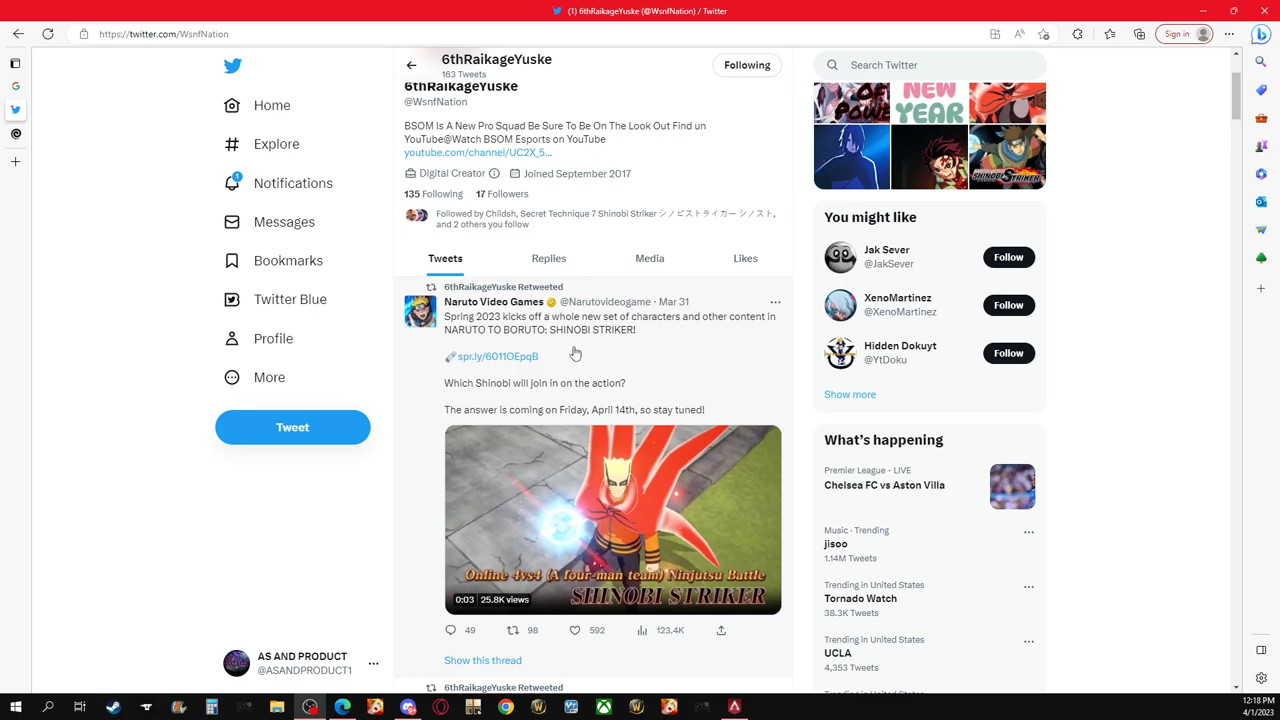 (1) 6thRaikageYuske (@WsnfNation) / Twitter
https://twitter.com/WsnfNation
Sign in
Home
Explore
1
Notifications
Messages
Bookmarks
Twitter Blue
Profile
More
Tweet
AS AND PRODUCT
@ASANDPRODUCT1
6thRaikageYuske
163 Tweets
Following
6thRaikageYuske
@WsnfNation
BSOM Is A New Pro Squad Be Sure To Be On The Look Out Find un
YouTube@Watch BSOM Esports on YouTube
youtube.com/channel/UC2X_5...
Digital Creator Joined September 2017
135 Following 17 Followers
Followed by Childsh, Secret Technique 7 Shinobi Striker シノビストライカー シノスト,
and 2 others you follow
Tweets Replies Media Likes
6thRaikageYuske Retweeted
Naruto Video Games @Narutovideogame · Mar 31
Spring 2023 kicks off a whole new set of characters and other content in
NARUTO TO BORUTO: SHINOBI STRIKER!
spr.ly/6011OEpqB
Which Shinobi will join in on the action?
The answer is coming on Friday, April 14th, so stay tuned!
Online 4vs4 (A four-man team) Ninjutsu Battle
SHINOBI STRIKER
0:03 25.8K views
49 98 592 123.4K
Show this thread
6thRaikageYuske Retweeted
Search Twitter
NEW
YEAR
SHINOBI
STRIKER
You might like
Jak Sever
@JakSever
Follow
XenoMartinez
@XenoMartinez
Follow
Hidden Dokuyt
@YtDoku
Follow
Show more
What's happening
Premier League · LIVE
Chelsea FC vs Aston Villa
Music · Trending
jisoo
1.14M Tweets
Trending in United States
Tornado Watch
38.3K Tweets
Trending in United States
UCLA
4,353 Tweets
Trending in United States
12:18 PM
4/1/2023